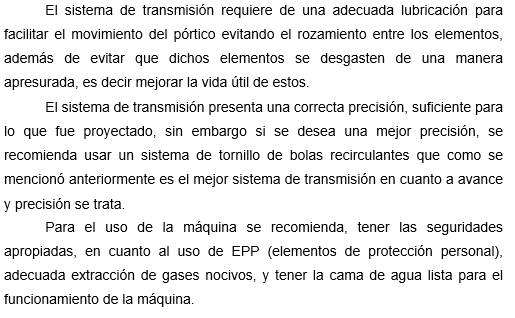 El sistema de transmisión requiere de una adecuada lubricación para
facilitar el movimiento del pórtico evitando el rozamiento entre los elementos,
además de evitar que dichos elementos se desgasten de una manera
apresurada, es decir mejorar la vida útil de estos.
El sistema de transmisión presenta una correcta precisión, suficiente para
lo que fue proyectado, sin embargo si se desea una mejor precisión, se
recomienda usar un sistema de tornillo de bolas recirculantes que como se
mencionó anteriormente es el mejor sistema de transmisión en cuanto a avance
y precisión se trata.
Para el uso de la máquina se recomienda, tener las seguridades
apropiadas, en cuanto al uso de EPP (elementos de protección personal),
adecuada extracción de gases nocivos, y tener la cama de agua lista para el
funcionamiento de la máquina.